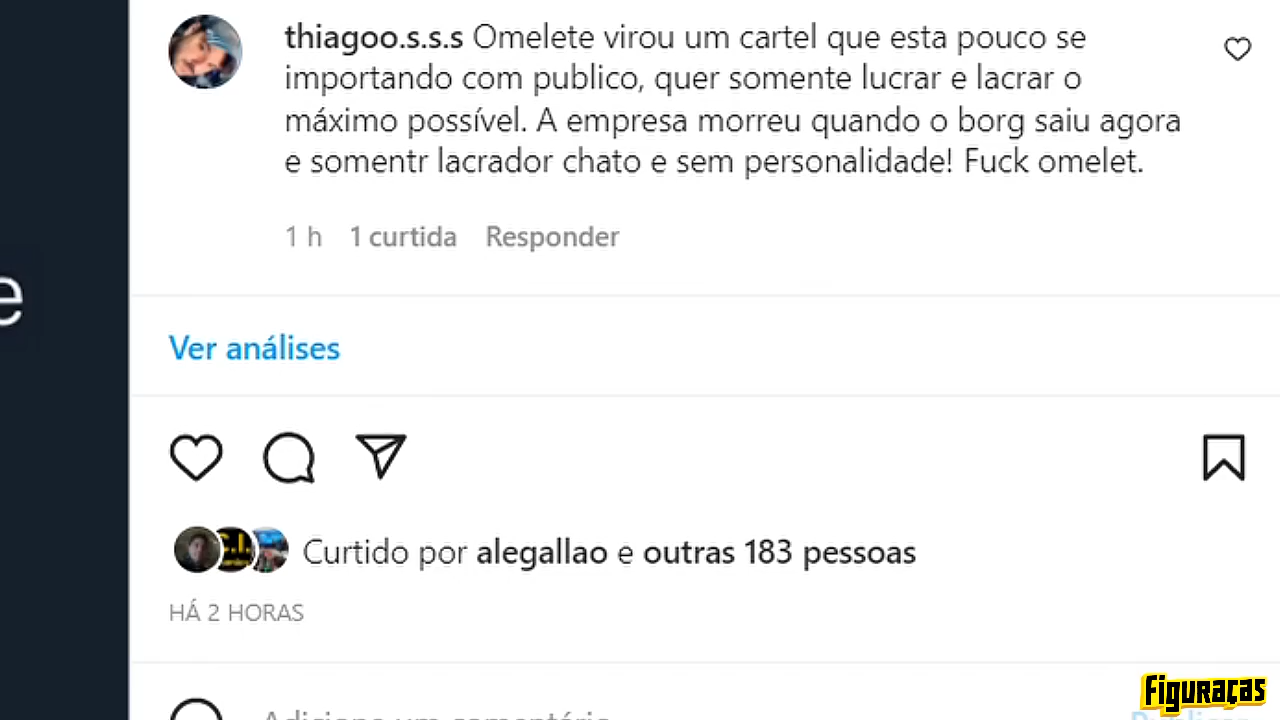 thiagoo.s.s.s Omelete virou um cartel que esta pouco se
importando com publico, quer somente lucrar e lacrar o
máximo possível. A empresa morreu quando o borg saiu agora
e somentr lacrador chato e sem personalidade! Fuck omelet.
1 h 1 curtida Responder
e
Ver análises
Curtido por alegallao e outras 183 pessoas
HÁ 2 HORAS
Adicione um comentário
Publicar
Figuraças